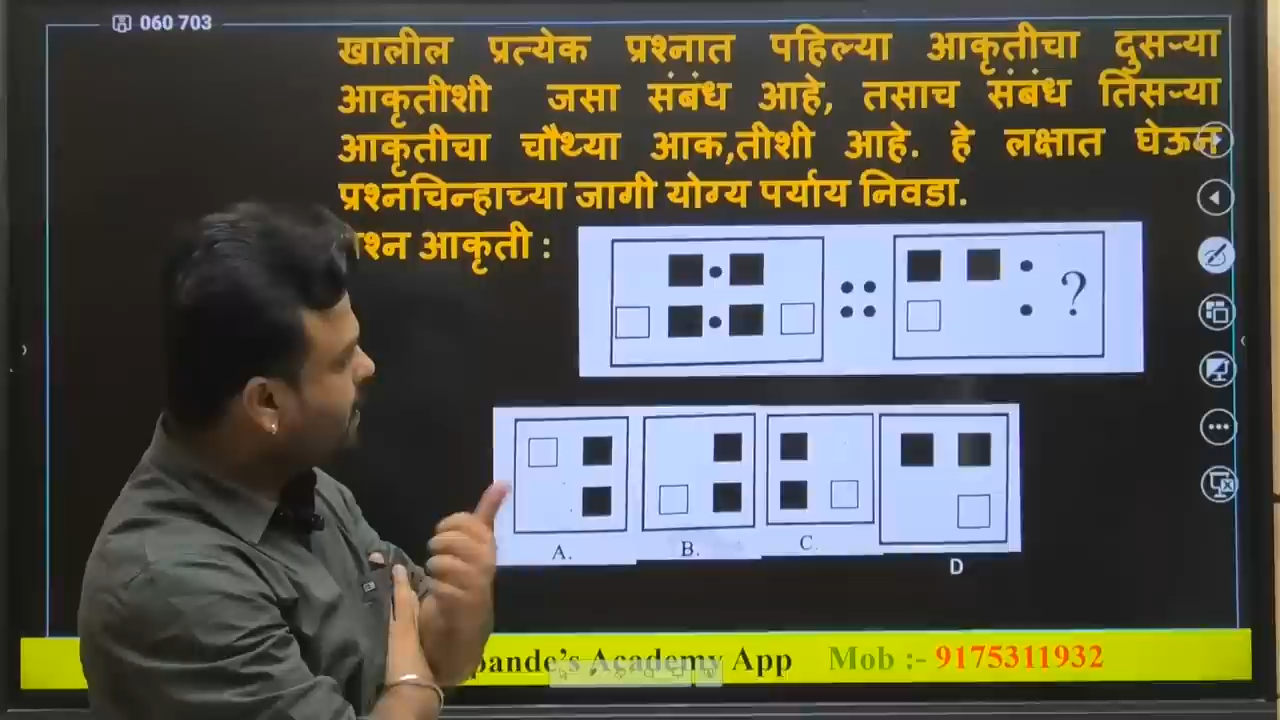 060 703
खालील प्रत्येक प्रश्नात पहिल्या आकृतीचा दुसऱ्या
आकृतीशी जसा संबंध आहे, तसाच संबंध तिसऱ्या
आकृतीचा चौथ्या आक,तीशी आहे. हे लक्षात घेऊन
प्रश्नचिन्हाच्या जागी योग्य पर्याय निवडा.
आकृती :
?
A. B. C. D
Academy App Mob :- 9175311932